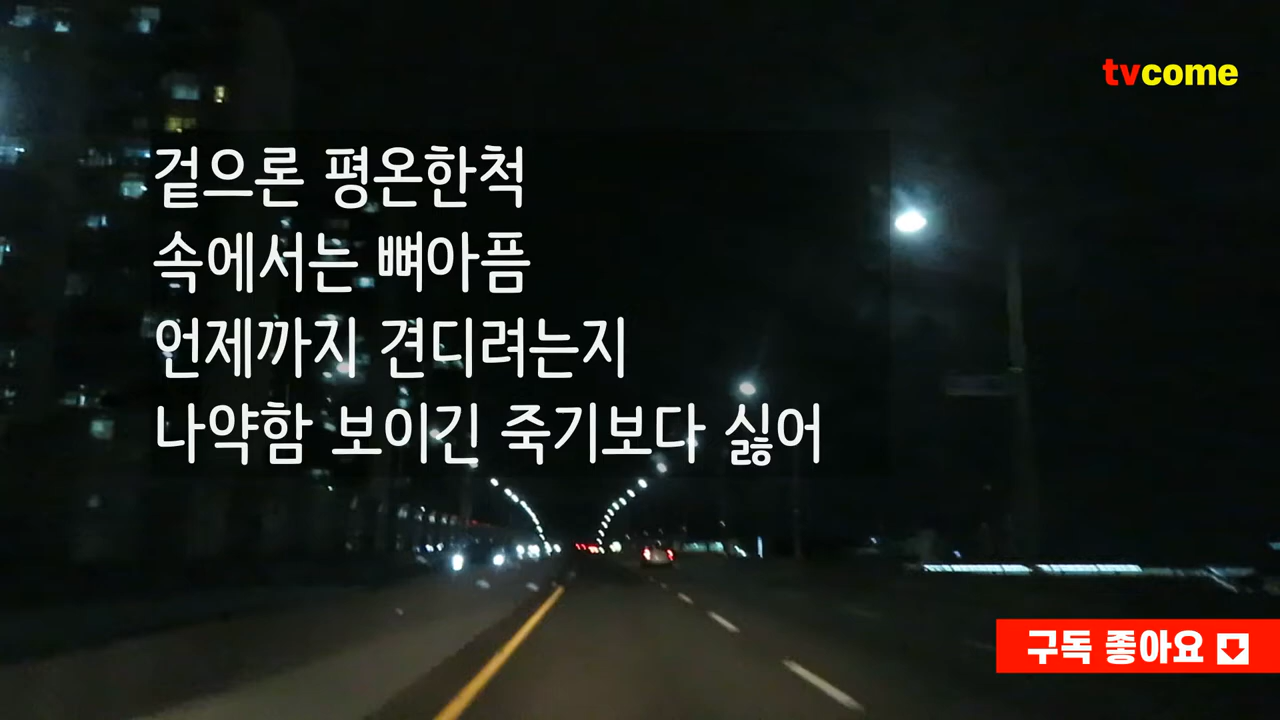 tvcome
겉으론 평온한척
속에서는 뼈아픔
언제까지 견디려는지
나약함 보이긴 죽기보다 싫어
구독 좋아요